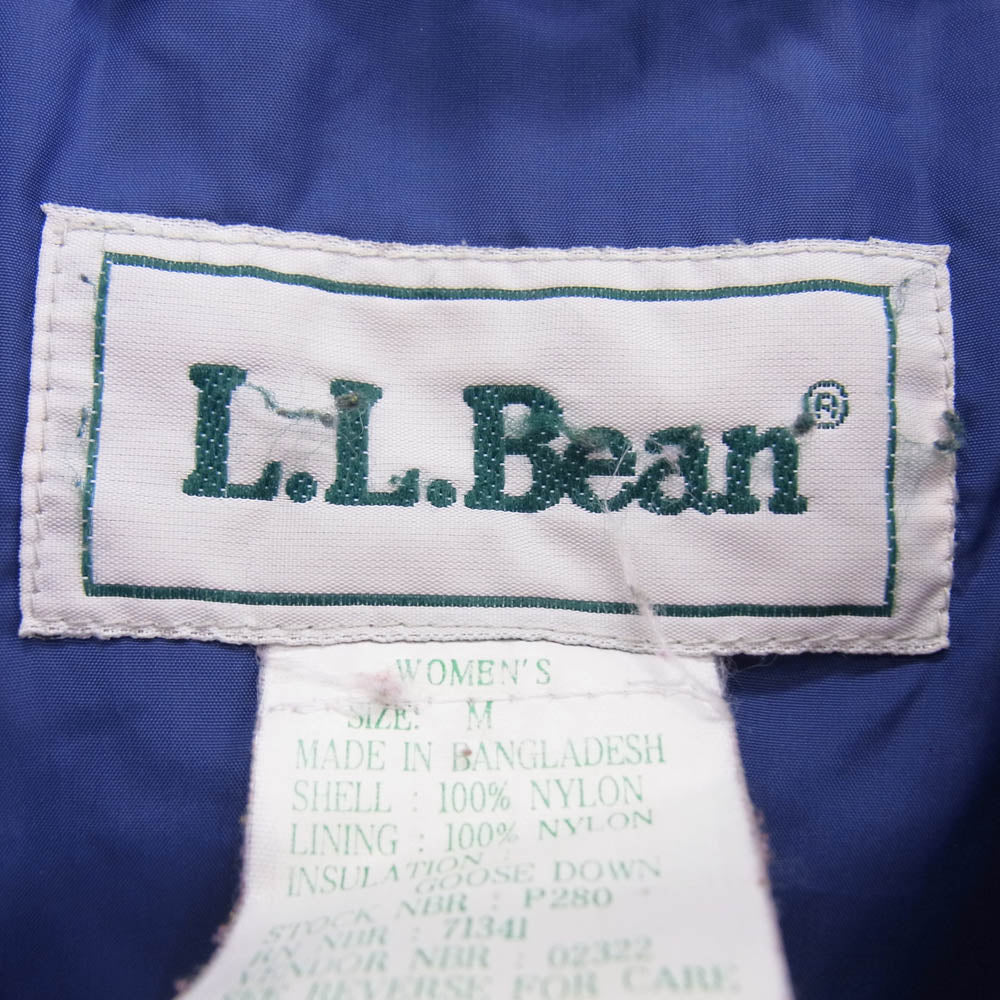 L.L.Bean®
WOMEN'S
SIZE: M
MADE IN BANGLADESH
SHELL : 100% NYLON
LINING : 100% NYLON
INSULATION :
GOOSE DOWN
STOCK NBR : P280
RN NBR : 71341
VENDOR NBR : 02322
SEE REVERSE FOR CARE